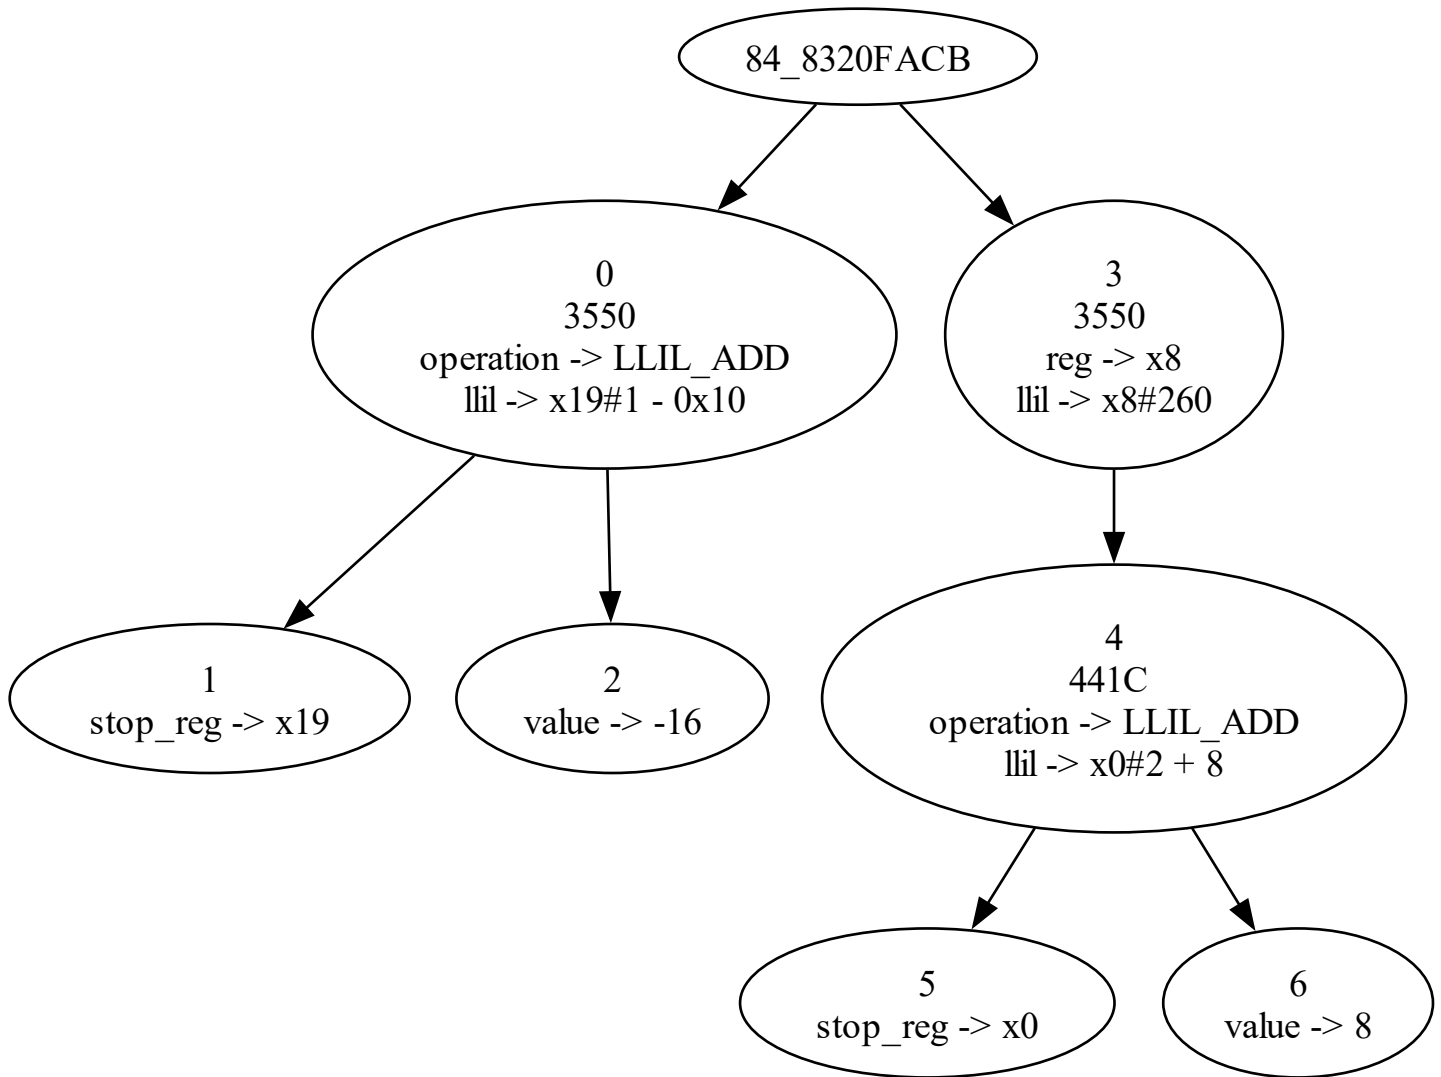 84_8320FACB
0
3550
operation -> LLIL_ADD
llil -> x19#1 - 0x10
3
3550
reg -> x8
llil -> x8#260
1
stop_reg -> x19
2
value -> -16
4
441C
operation -> LLIL_ADD
llil -> x0#2 + 8
5
stop_reg -> x0
6
value -> 8